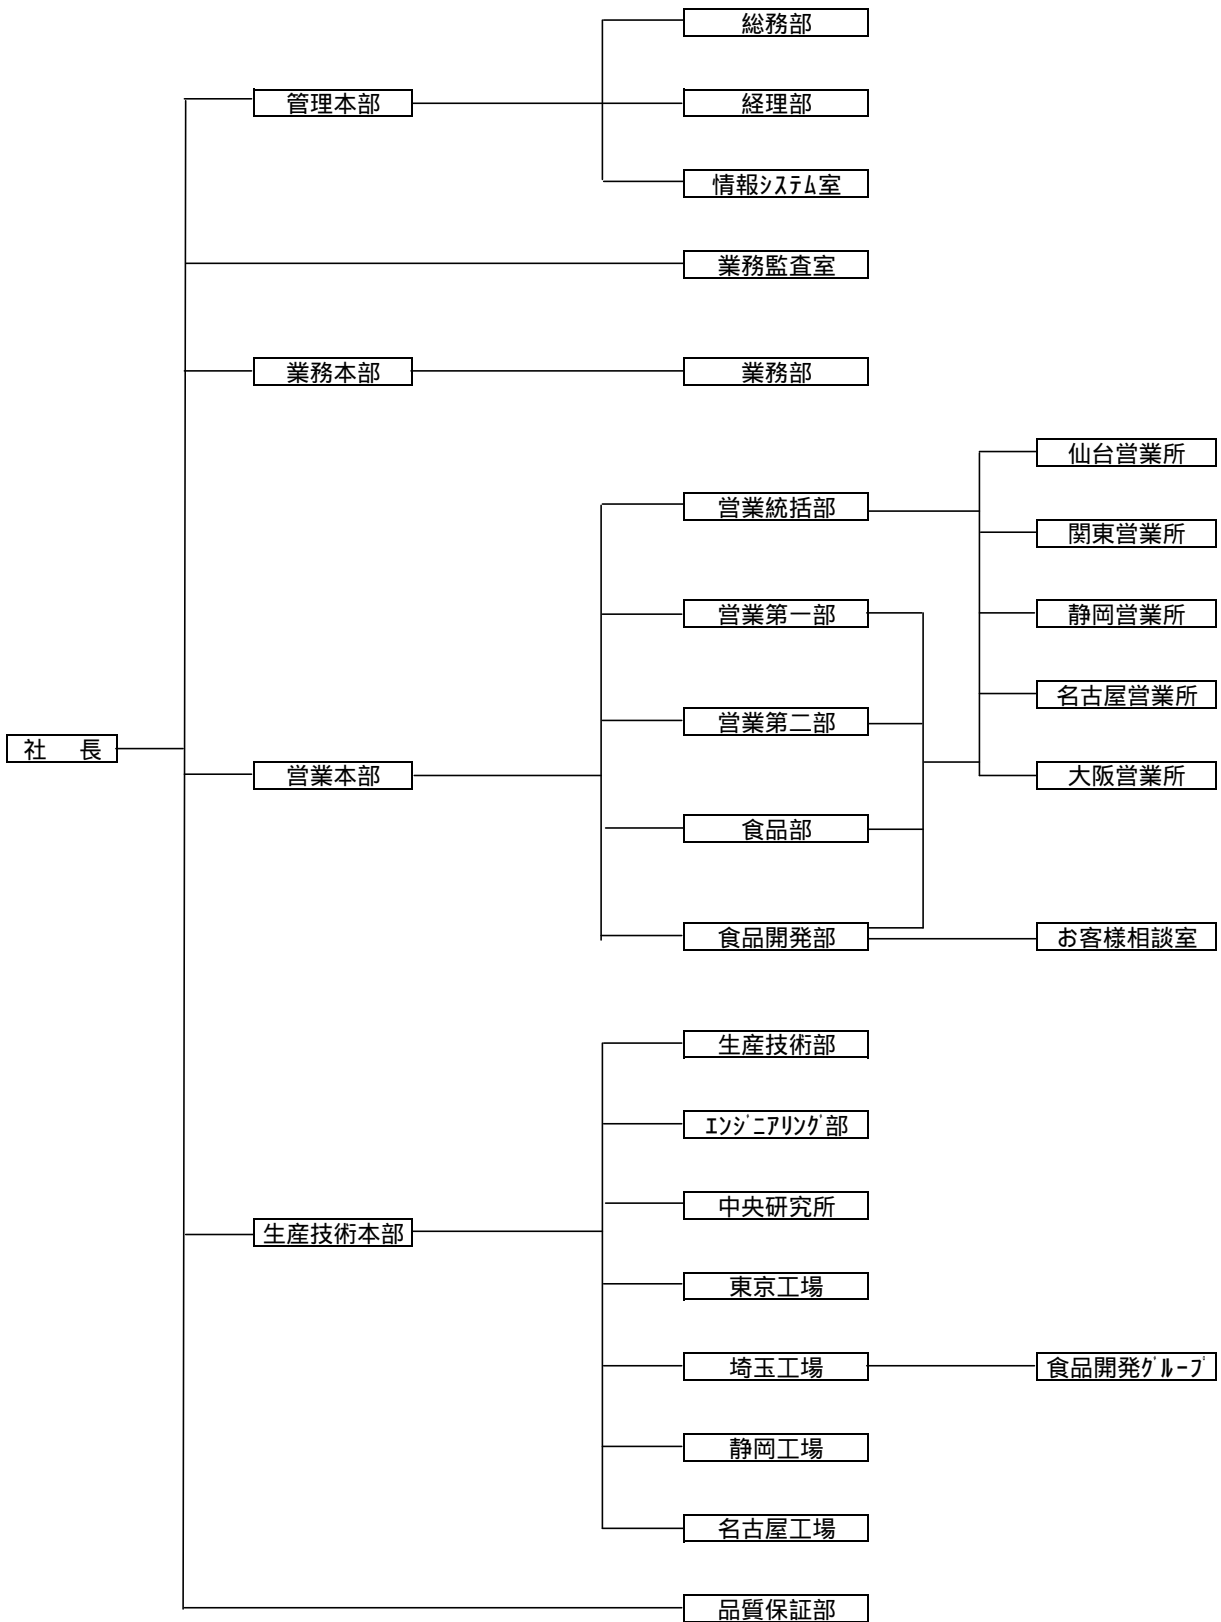 総務部
管理本部
経理部
情報ｼｽﾃﾑ室
業務監査室
業務本部
業務部
仙台営業所
営業統括部
関東営業所
営業第一部
静岡営業所
名古屋営業所
営業第二部
社　長
営業本部
大阪営業所
食品部
食品開発部
お客様相談室
生産技術部
ｴﾝｼﾞﾆｱﾘﾝｸﾞ部
中央研究所
生産技術本部
東京工場
埼玉工場
食品開発ｸﾞﾙｰﾌﾟ
静岡工場
名古屋工場
品質保証部